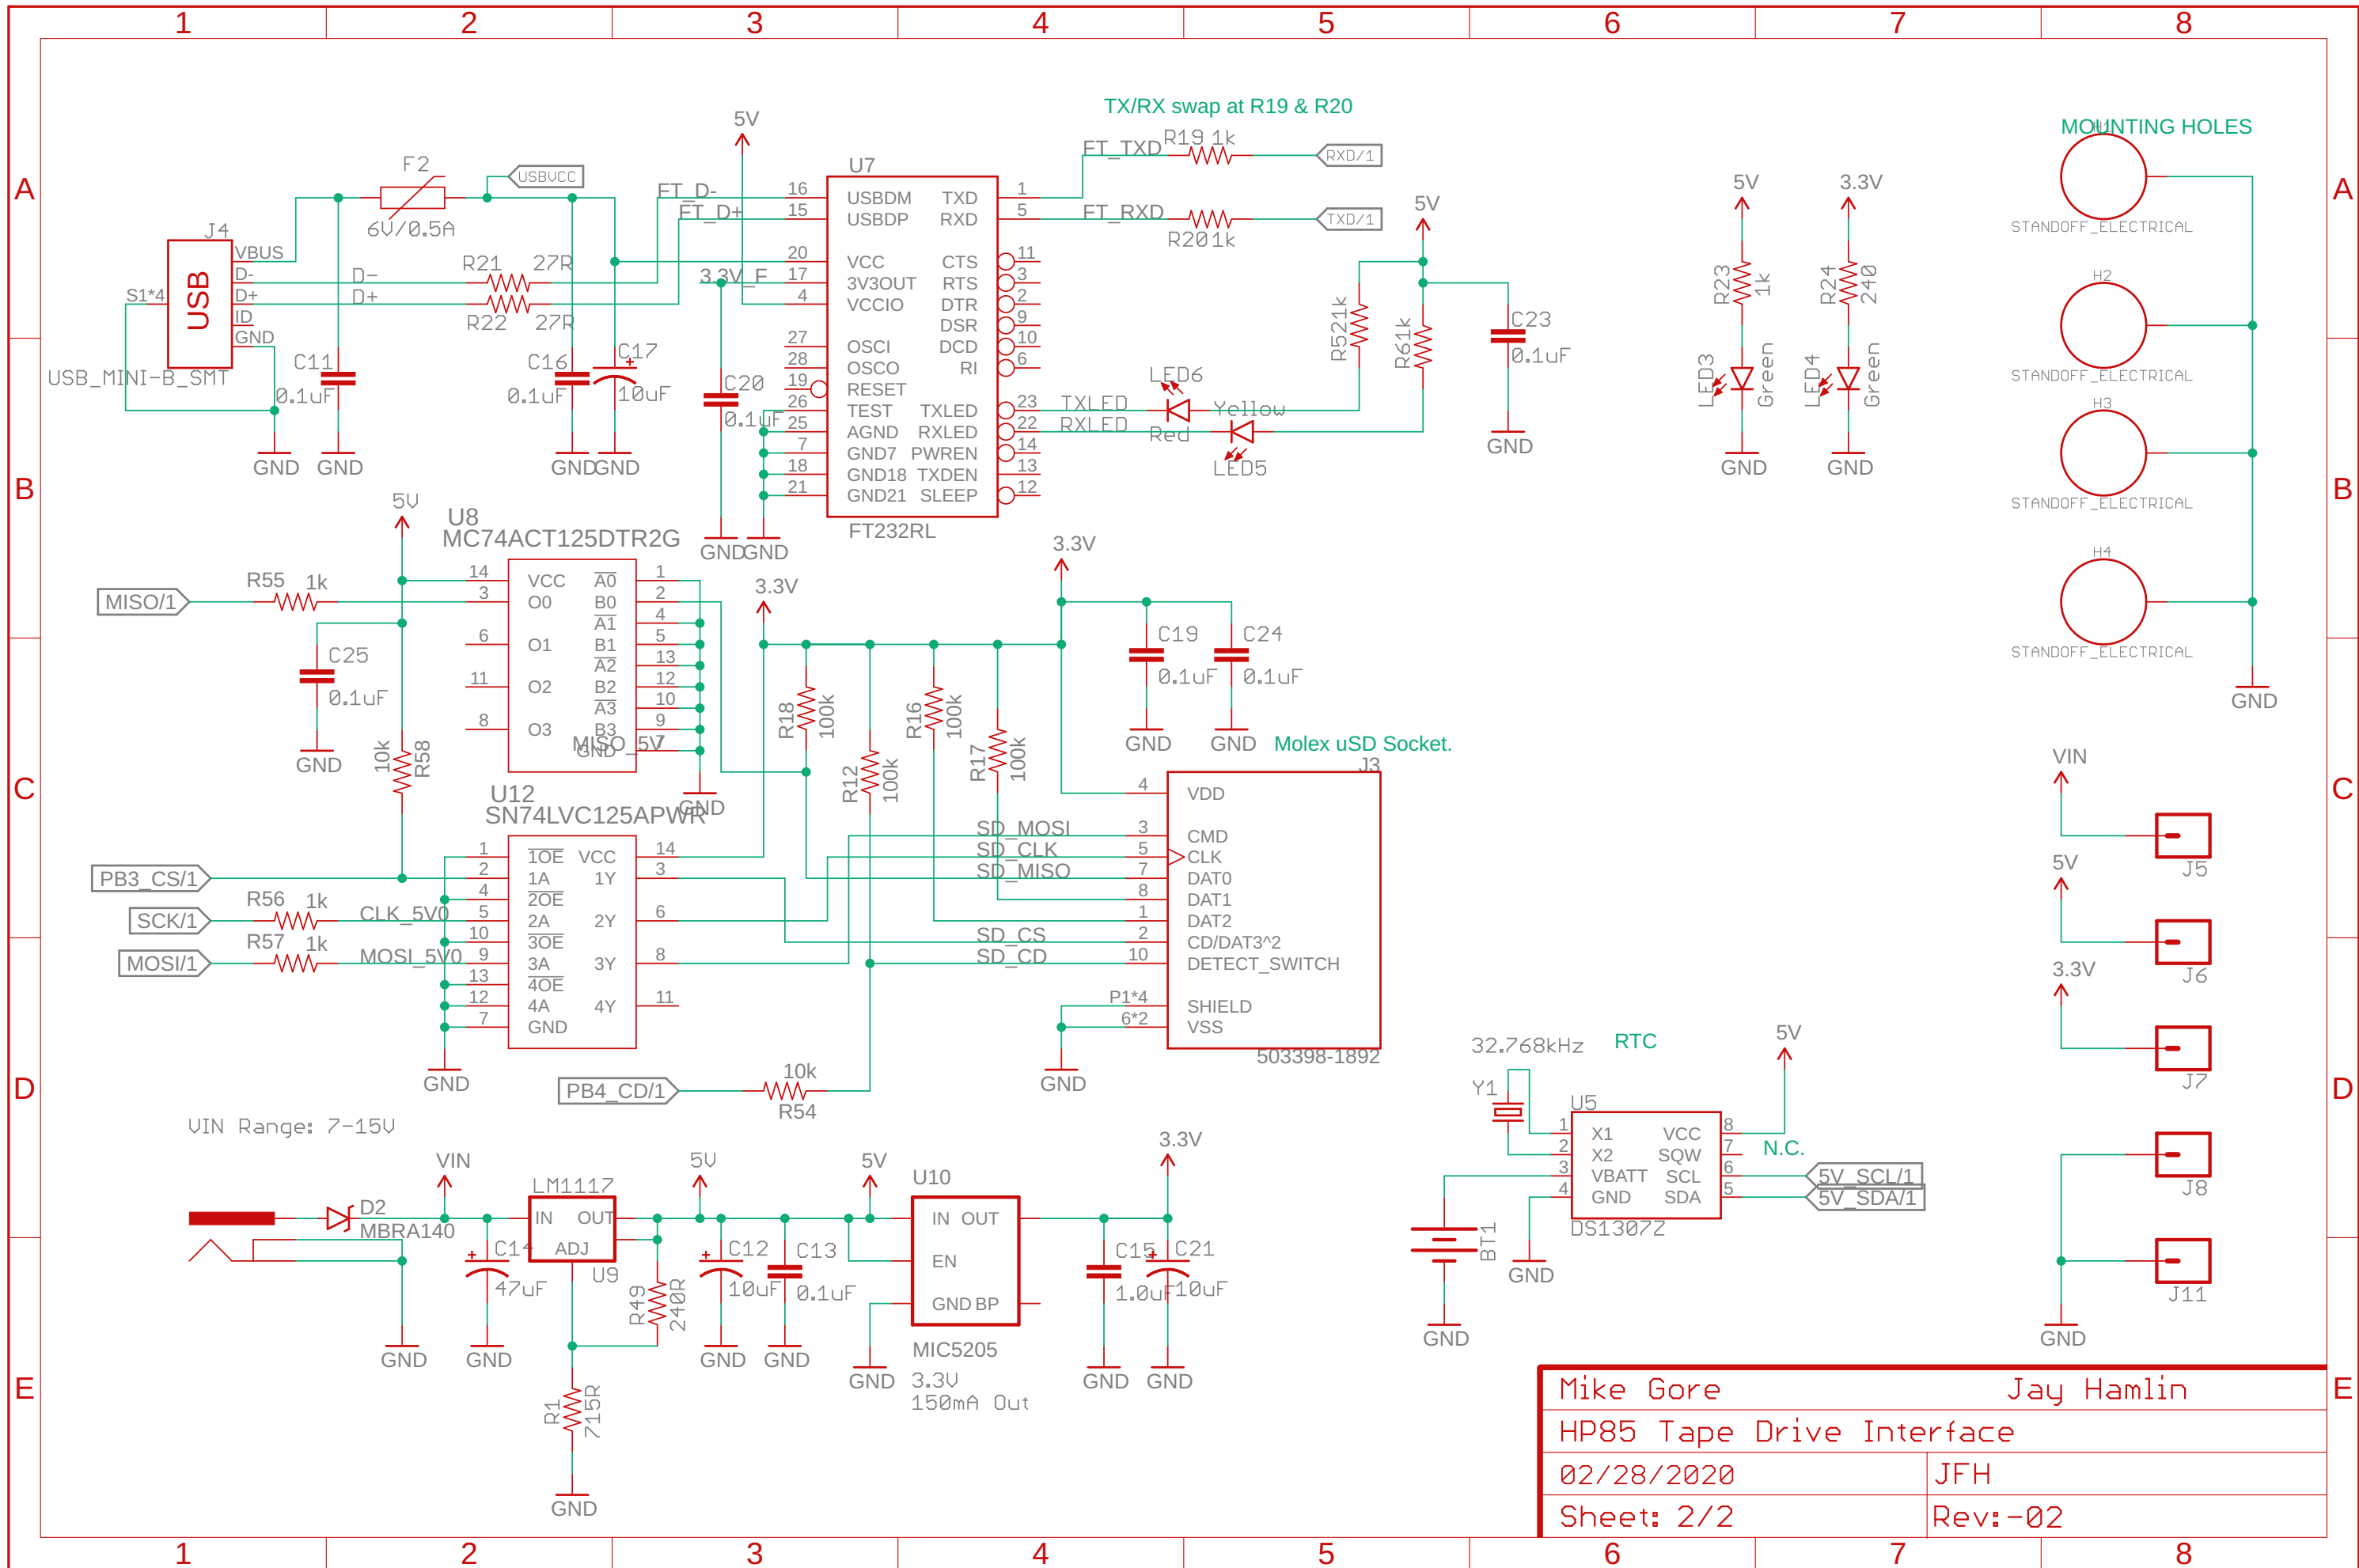 1 2 3 4 5 6 7 8
A A
B B
C C
D D
E E
TX/RX swap at R19 & R20
5V
F2
USBVCC
6V/0.5A
J4
VBUS
D-
D+
ID
GND
S1*4
USB
USB_MINI-B_SMT
D-
D+
R21 27R
R22 27R
C11
0.1uF
C16
0.1uF
C17
+
10uF
GND GND GND GND
FT_D-
FT_D+
3.3V_F
C20
0.1uF
GND GND
U7
16 USBDM TXD 1
15 USBDP RXD 5
20 VCC CTS 11
17 3V3OUT RTS 3
4 VCCIO DTR 2
DSR 9
27 OSCI DCD 10
28 OSCO RI 6
19 RESET
26 TEST TXLED 23
25 AGND RXLED 22
7 GND7 PWREN 14
18 GND18 TXDEN 13
21 GND21 SLEEP 12
FT232RL
FT_TXD R19 1k RXD/1
FT_RXD R20 1k TXD/1
5V
R52 1k
R6 1k
C23
0.1uF
GND
LED6
TXLED Yellow
RXLED Red
LED5
5V 3.3V
R23 1k
R24 240
LED3 Green
LED4 Green
GND GND
MOUNTING HOLES
H1
STANDOFF_ELECTRICAL
H2
STANDOFF_ELECTRICAL
H3
STANDOFF_ELECTRICAL
H4
STANDOFF_ELECTRICAL
GND
5V
U8
MC74ACT125DTR2G
MISO/1
R55 1k
14 VCC A0 1
3 O0 B0 2
A1 4
6 O1 B1 5
A2 13
11 O2 B2 12
A3 10
8 O3 B3 9
GND 7
MISO_5V
GND
C25
0.1uF
GND
10k R58
3.3V
3.3V
R18 100k
R12 100k
R16 100k
R17 100k
C19
0.1uF
C24
0.1uF
GND GND
Molex uSD Socket.
J3
4 VDD
SD_MOSI 3 CMD
SD_CLK 5 CLK
SD_MISO 7 DAT0
8 DAT1
1 DAT2
SD_CS 2 CD/DAT3^2
SD_CD 10 DETECT_SWITCH
P1*4 SHIELD
6*2 VSS
503398-1892
GND
U12
SN74LVC125APWR
PB3_CS/1
SCK/1
MOSI/1
R56 1k CLK_5V0
R57 1k MOSI_5V0
1 1OE VCC 14
2 1A 1Y 3
4 2OE
5 2A 2Y 6
10 3OE
9 3A 3Y 8
13 4OE
12 4A 4Y 11
7 GND
GND
PB4_CD/1
10k
R54
VIN Range: 7-15V
VIN
D2
MBRA140
GND
+ C14
47uF
GND
LM1117
IN OUT
ADJ
U9
R49 240R
R1 715R
GND
5V
+ C12
10uF
C13
0.1uF
GND GND
5V
U10
IN OUT
EN
GND BP
MIC5205
3.3V
150mA Out
GND
3.3V
C15
1.0uF
+ C21
10uF
GND GND
32.768kHz
RTC
Y1
5V
U5
1 X1 VCC 8
2 X2 SQW 7
3 VBATT SCL 6
4 GND SDA 5
DS1307Z
N.C.
5V_SCL/1
5V_SDA/1
BT1
GND
GND
VIN
J5
5V
J6
3.3V
J7
J8
J11
GND
Mike Gore Jay Hamlin
HP85 Tape Drive Interface
02/28/2020 JFH
Sheet: 2/2 Rev:-02
1 2 3 4 5 6 7 8